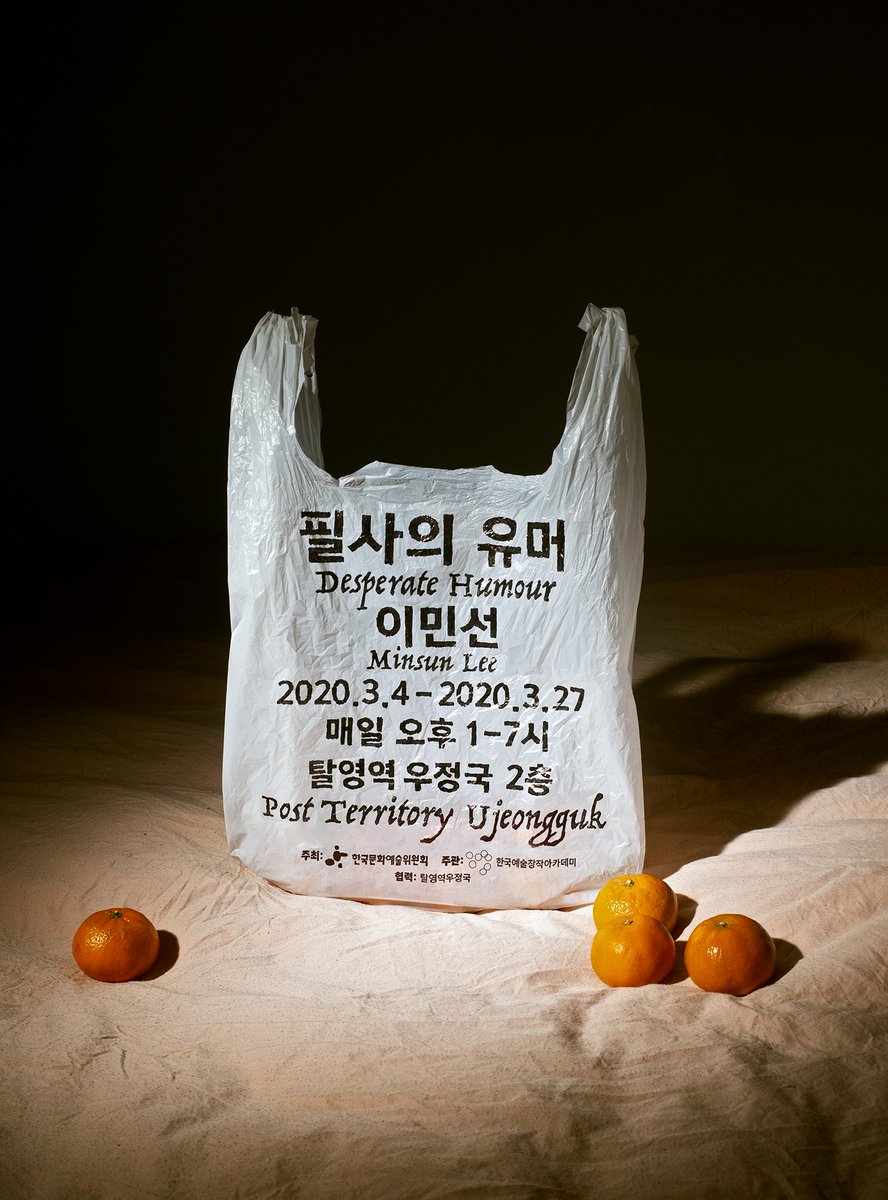 필사의 유머
Desperate Humour
이민선
Minsun Lee
2020.3.4-2020.3.27
매일 오후 1-7시
탈영역 우정국 2층
Post Territory Ujeongguk
주최: 한국문화예술위원회 주관: 한국예술창작아카데미
협력: 탈영역우정국